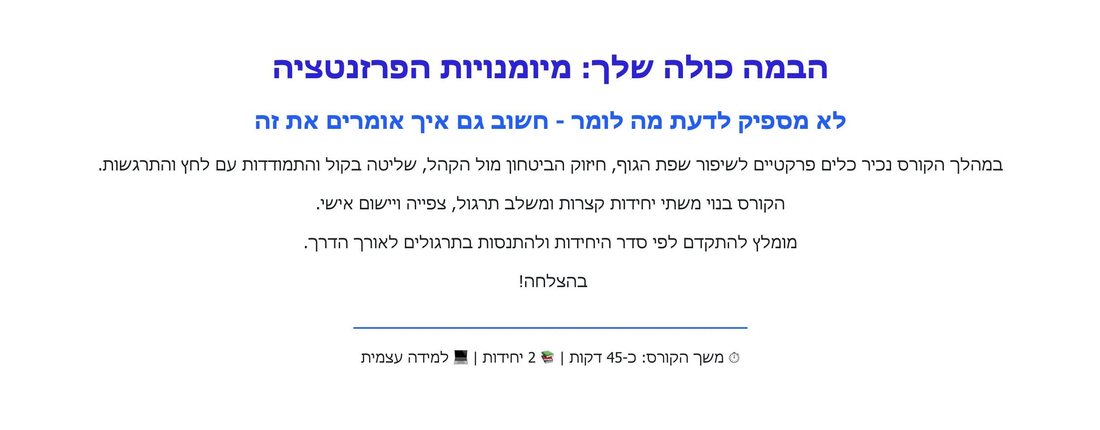 הבמה כולה שלך: מיומנויות הפרזנטציה
לא מספיק לדעת מה לומר - חשוב גם איך אומרים את זה
במהלך הקורס נכיר כלים פרקטיים לשיפור שפת הגוף, חיזוק הביטחון מול הקהל, שליטה בקול והתמודדות עם לחץ והתרגשות.
הקורס בנוי משתי יחידות קצרות ומשלב תרגול, צפייה ויישום אישי.
מומלץ להתקדם לפי סדר היחידות ולהתנסות בתרגולים לאורך הדרך.
בהצלחה!
⏱ משך הקורס: כ-45 דקות | 📚 2 יחידות | 💻 למידה עצמית